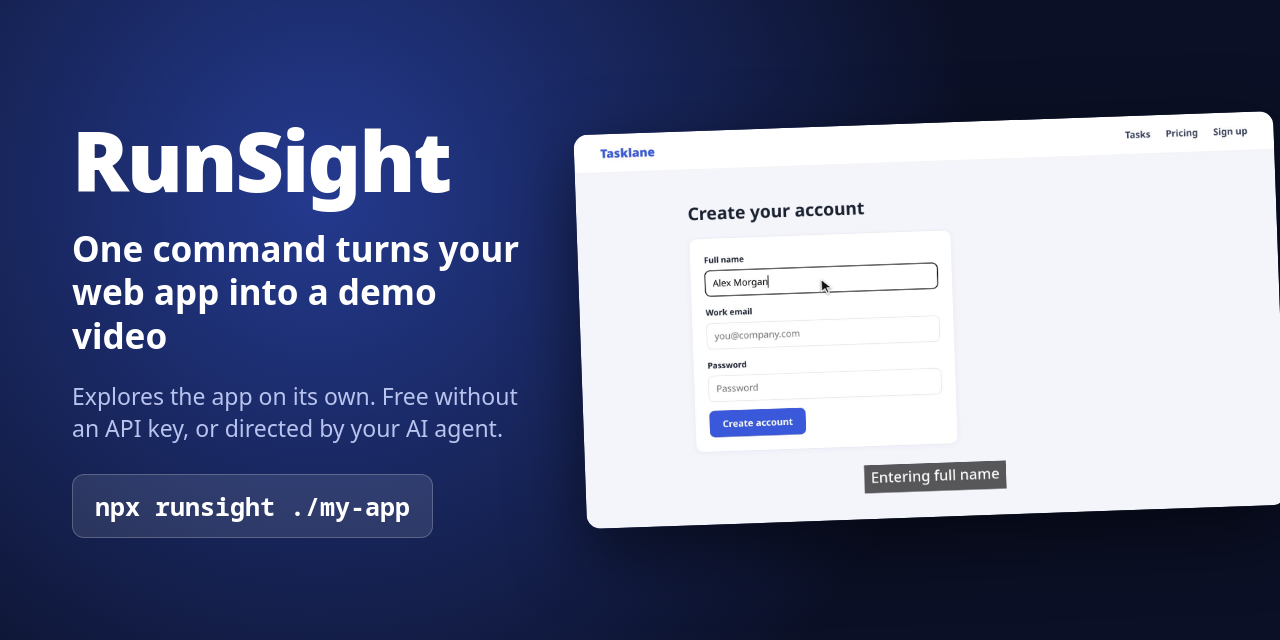 RunSight
One command turns your
web app into a demo
video
Explores the app on its own. Free without
an API key, or directed by your AI agent.
npx runsight ./my-app
Tasklane
Tasks Pricing Sign up
Create your account
Full name
Alex Morgan
Work email
you@company.com
Password
Password
Create account
Entering full name